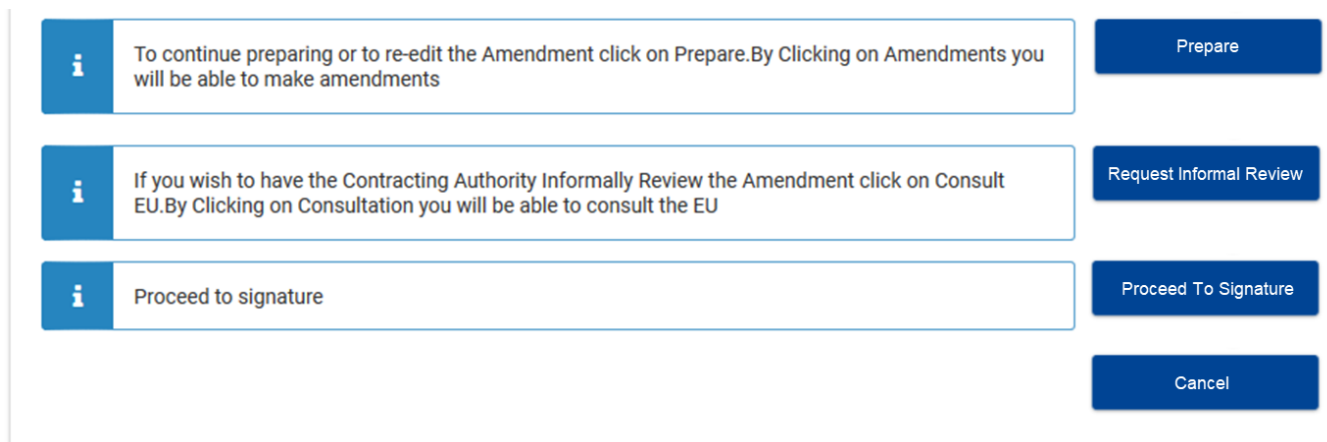 To continue preparing or to re-edit the Amendment click on Prepare.By Clicking on Amendments you
will be able to make amendments
Prepare
If you wish to have the Contracting Authority Informally Review the Amendment click on Consult
EU.By Clicking on Consultation you will be able to consult the EU
Request Informal Review
Proceed to signature
Proceed To Signature
Cancel